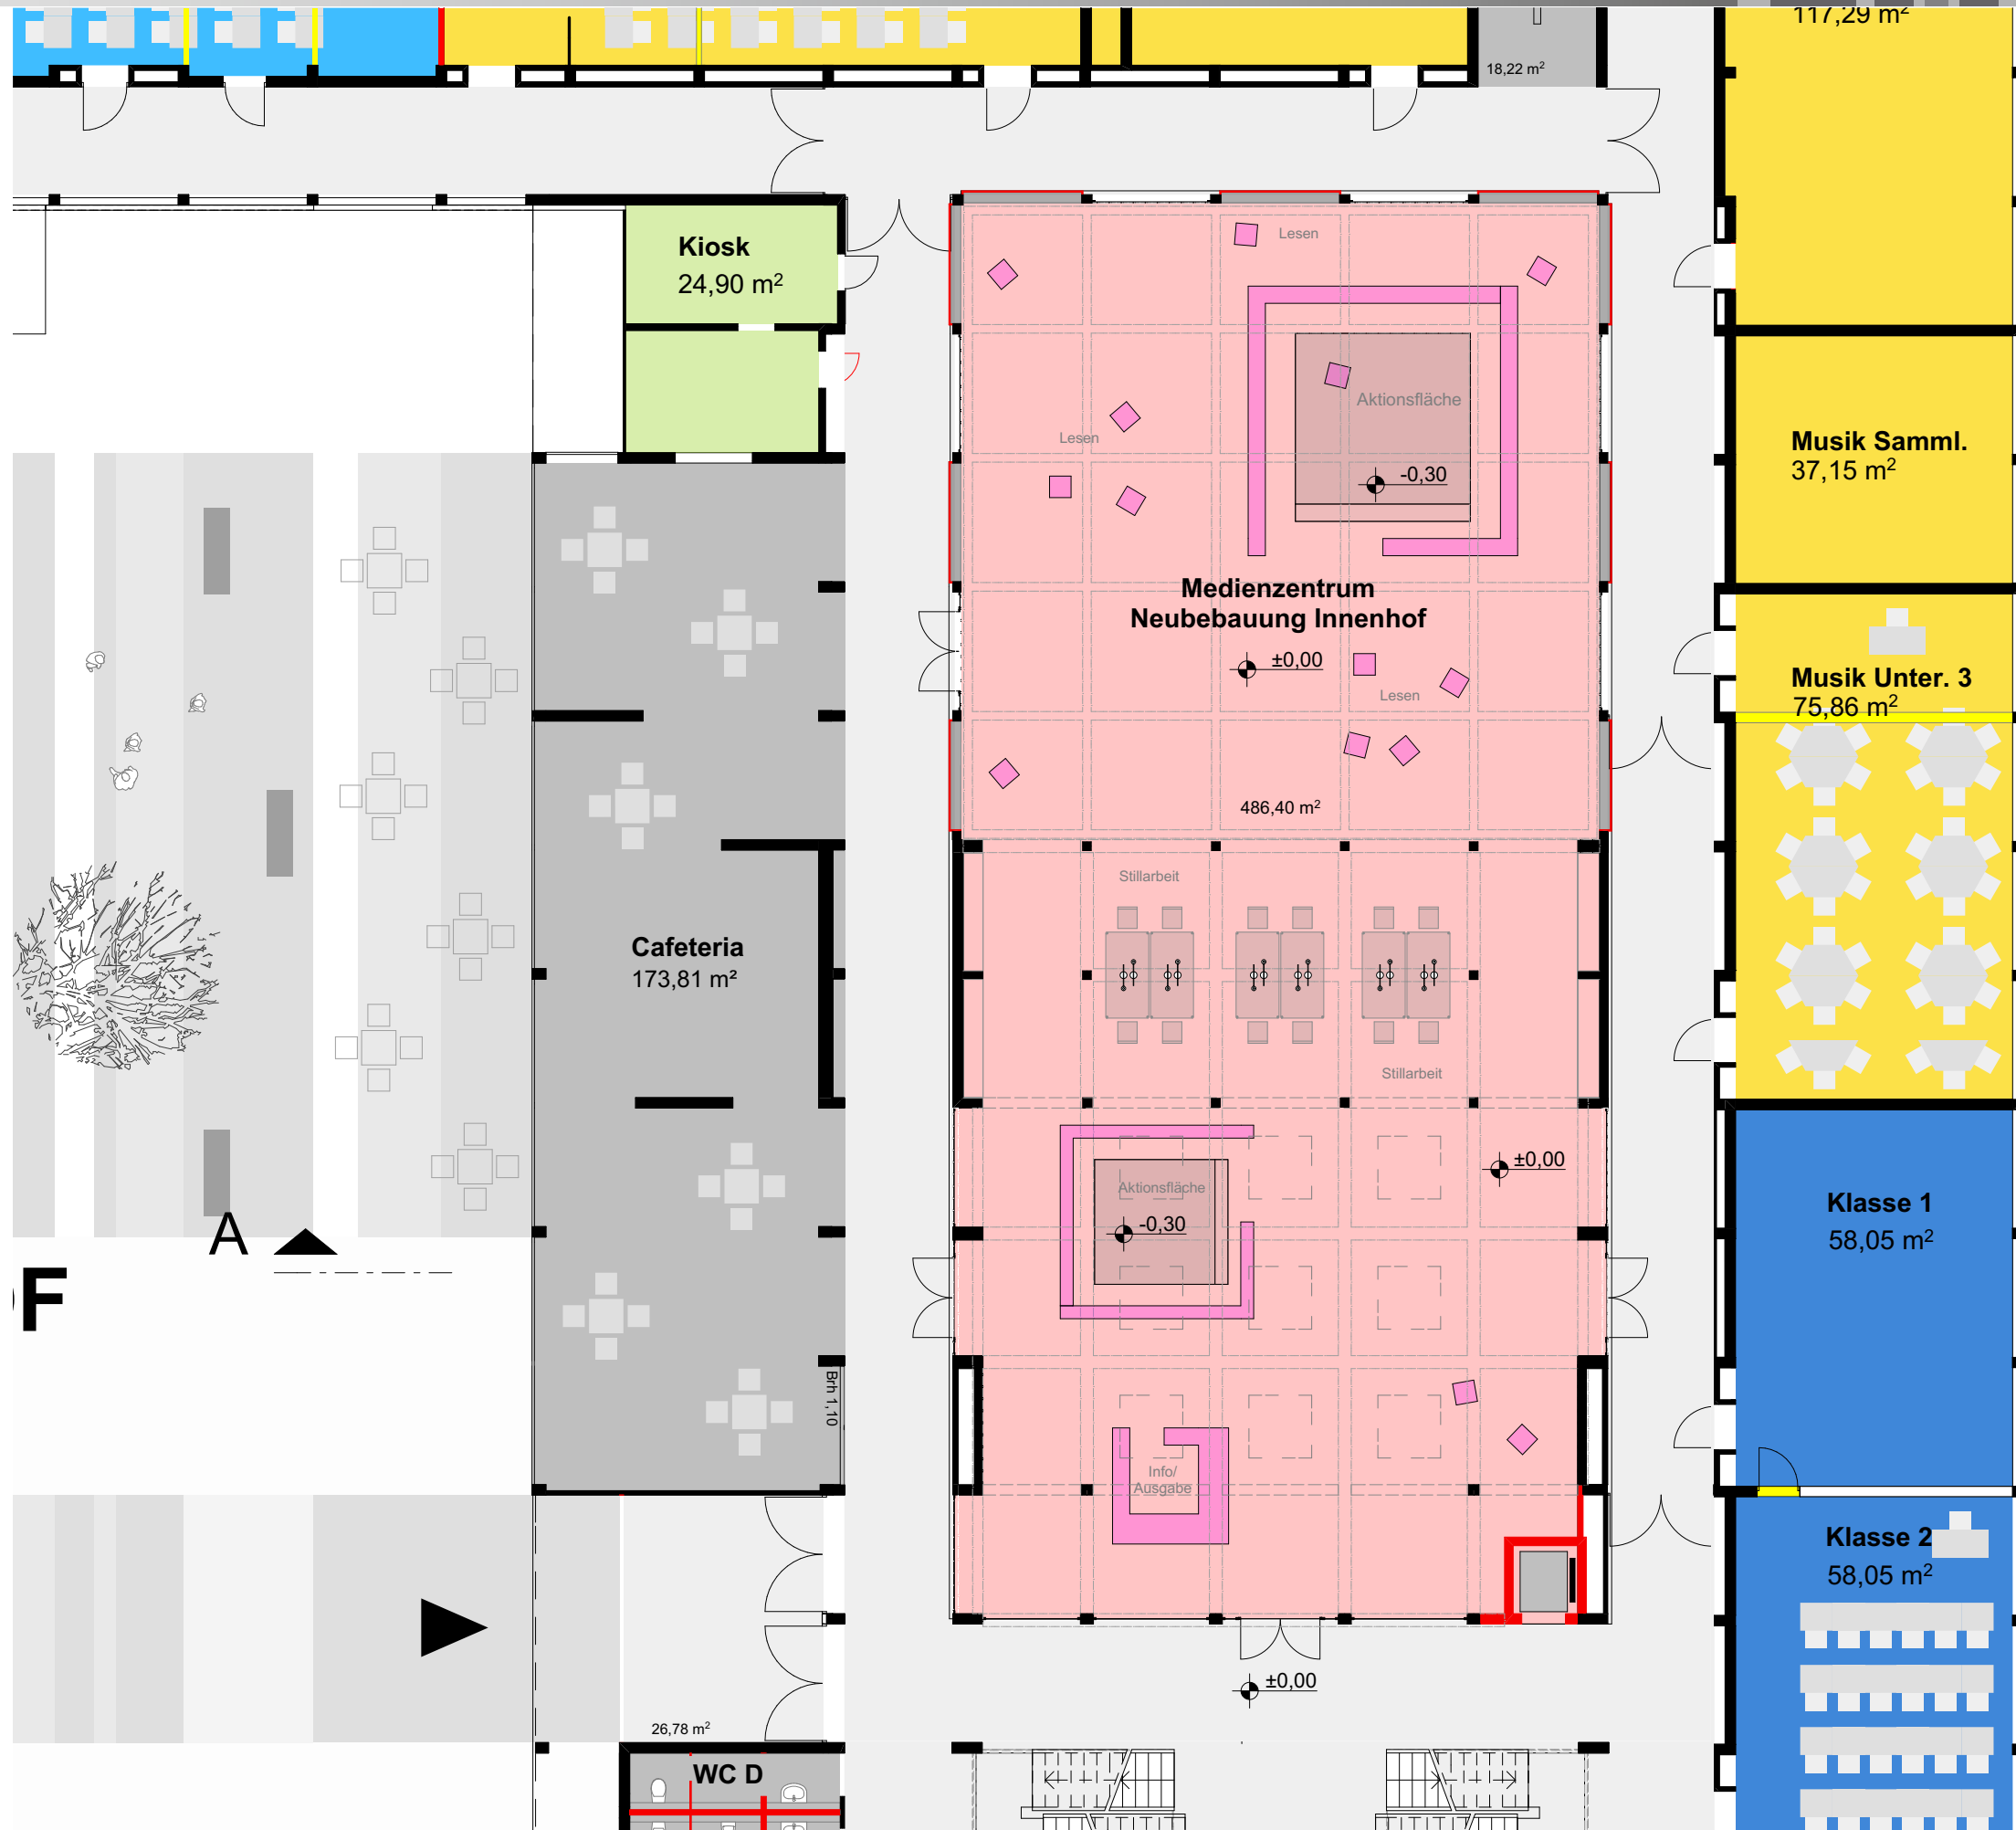 117,29 m²
18,22 m²
Kiosk
24,90 m²
Lesen
Aktionsfläche
-0,30
Lesen
Musik Samml.
37,15 m²
Medienzentrum
Neubebauung Innenhof
±0,00
Lesen
Musik Unter. 3
75,86 m²
486,40 m²
Stillarbeit
Cafeteria
173,81 m²
Stillarbeit
±0,00
Aktionsfläche
-0,30
Klasse 1
58,05 m²
A
F
Brh 1,10
Info/
Ausgabe
Klasse 2
58,05 m²
±0,00
26,78 m²
WC D